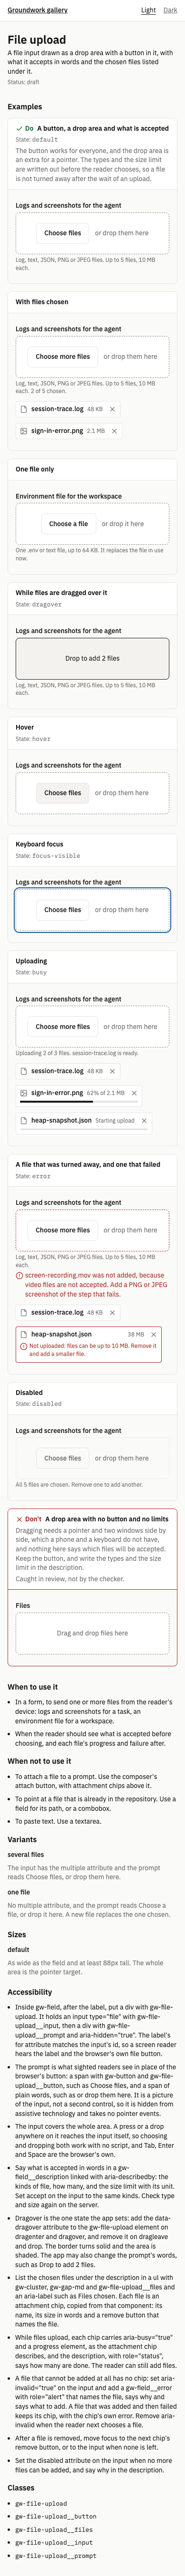 Groundwork gallery
Light
Dark
File upload
A file input drawn as a drop area with a button in it, with
what it accepts in words and the chosen files listed
under it.
Status: draft
Examples
Do A button, a drop area and what is accepted
State: default
The button works for everyone, and the drop area
is an extra for a pointer. The types and the size limit
are written out before the reader chooses, so a file
is not turned away after the wait of an upload.
Logs and screenshots for the agent
Choose files
or drop them here
Log, text, JSON, PNG or JPEG files. Up to 5 files, 10 MB
each.
With files chosen
Logs and screenshots for the agent
Choose more files
or drop them here
Log, text, JSON, PNG or JPEG files. Up to 5 files, 10 MB
each. 2 of 5 chosen.
session-trace.log 48 KB
sign-in-error.png 2.1 MB
One file only
Environment file for the workspace
Choose a file
or drop it here
One .env or text file, up to 64 KB. It replaces the file in use
now.
While files are dragged over it
State: dragover
Logs and screenshots for the agent
Drop to add 2 files
Log, text, JSON, PNG or JPEG files. Up to 5 files, 10 MB
each.
Hover
State: hover
Logs and screenshots for the agent
Choose files
or drop them here
Keyboard focus
State: focus-visible
Logs and screenshots for the agent
Choose files
or drop them here
Uploading
State: busy
Logs and screenshots for the agent
Choose more files
or drop them here
Uploading 2 of 3 files. session-trace.log is ready.
session-trace.log 48 KB
sign-in-error.png 62% of 2.1 MB
heap-snapshot.json Starting upload
A file that was turned away, and one that failed
State: error
Logs and screenshots for the agent
Choose more files
or drop them here
Log, text, JSON, PNG or JPEG files. Up to 5 files, 10 MB
each.
screen-recording.mov was not added, because
video files are not accepted. Add a PNG or JPEG
screenshot of the step that fails.
session-trace.log 48 KB
heap-snapshot.json 38 MB
Not uploaded: files can be up to 10 MB. Remove it
and add a smaller file.
Disabled
State: disabled
Logs and screenshots for the agent
Choose files
or drop them here
All 5 files are chosen. Remove one to add another.
Don't A drop area with no button and no limits
Dragging needs a pointer and two windows side by
side, which a phone and a keyboard do not have,
and nothing here says which files will be accepted.
Keep the button, and write the types and the size
limit in the description.
Caught in review, not by the checker.
Files
Drag and drop files here
When to use it
In a form, to send one or more files from the reader's
device: logs and screenshots for a task, an
environment file for a workspace.
When the reader should see what is accepted before
choosing, and each file's progress and failure after.
When not to use it
To attach a file to a prompt. Use the composer's
attach button, with attachment chips above it.
To point at a file that is already in the repository. Use a
field for its path, or a combobox.
To paste text. Use a textarea.
Variants
several files
The input has the multiple attribute and the prompt
reads Choose files, or drop them here.
one file
No multiple attribute, and the prompt reads Choose a
file, or drop it here. A new file replaces the one chosen.
Sizes
default
As wide as the field and at least 88px tall. The whole
area is the pointer target.
Accessibility
Inside gw-field, after the label, put a div with gw-file-
upload. It holds an input type="file" with gw-file-
upload__input, then a div with gw-file-
upload__prompt and aria-hidden="true". The label's
for attribute matches the input's id, so a screen reader
hears the label and the browser's own file button.
The prompt is what sighted readers see in place of the
browser's button: a span with gw-button and gw-file-
upload__button, such as Choose files, and a span of
plain words, such as or drop them here. It is a picture
of the input, not a second control, so it is hidden from
assistive technology and takes no pointer events.
The input covers the whole area. A press or a drop
anywhere on it reaches the input itself, so choosing
and dropping both work with no script, and Tab, Enter
and Space are the browser's own.
Say what is accepted in words in a gw-
field__description linked with aria-describedby: the
kinds of file, how many, and the size limit with its unit.
Set accept on the input to the same kinds. Check type
and size again on the server.
Dragover is the one state the app sets: add the data-
dragover attribute to the gw-file-upload element on
dragenter and dragover, and remove it on dragleave
and drop. The border turns solid and the area is
shaded. The app may also change the prompt's words,
such as Drop to add 2 files.
List the chosen files under the description in a ul with
gw-cluster, gw-gap-md and gw-file-upload__files and
an aria-label such as Files chosen. Each file is an
attachment chip, copied from that component: its
name, its size in words and a remove button that
names the file.
While files upload, each chip carries aria-busy="true"
and a progress element, as the attachment chip
describes, and the description, with role="status",
says how many are done. The reader can still add files.
A file that cannot be added at all has no chip: set aria-
invalid="true" on the input and add a gw-field__error
with role="alert" that names the file, says why and
says what to add. A file that was added and then failed
keeps its chip, with the chip's own error. Remove aria-
invalid when the reader next chooses a file.
After a file is removed, move focus to the next chip's
remove button, or to the input when none is left.
Set the disabled attribute on the input when no more
files can be added, and say why in the description.
Classes
gw-file-upload
gw-file-upload__button
gw-file-upload__files
gw-file-upload__input
gw-file-upload__prompt